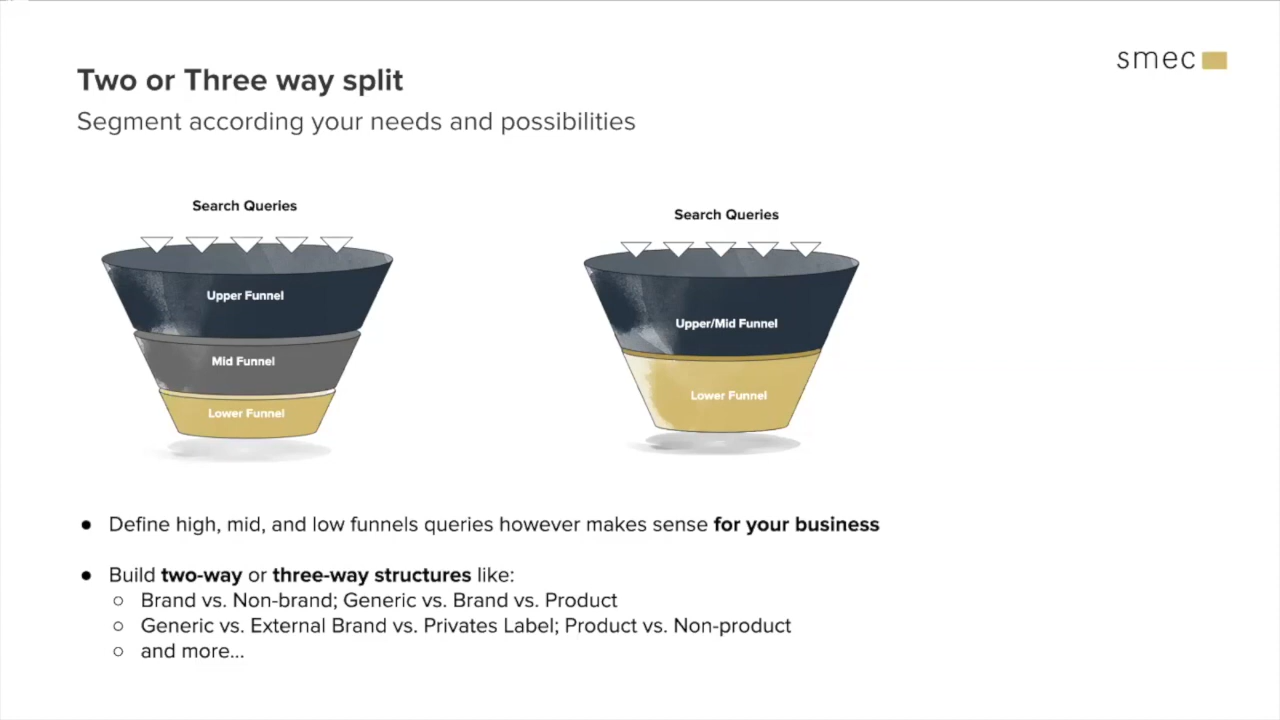 smec
Two or Three way split
Segment according your needs and possibilities
Search Queries
Upper Funnel
Mid Funnel
Lower Funnel
Search Queries
Upper/Mid Funnel
Lower Funnel
● Define high, mid, and low funnels queries however makes sense for your business
● Build two-way or three-way structures like:
○ Brand vs. Non-brand; Generic vs. Brand vs. Product
○ Generic vs. External Brand vs. Privates Label; Product vs. Non-product
○ and more...